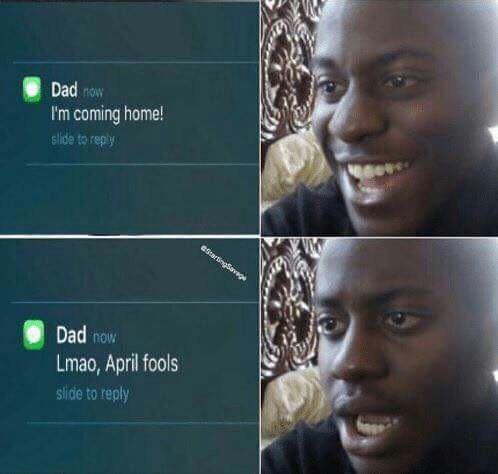 Dad now
I'm coming home!
slide to reply
@StartingSavage
Dad now
Lmao, April fools
slide to reply